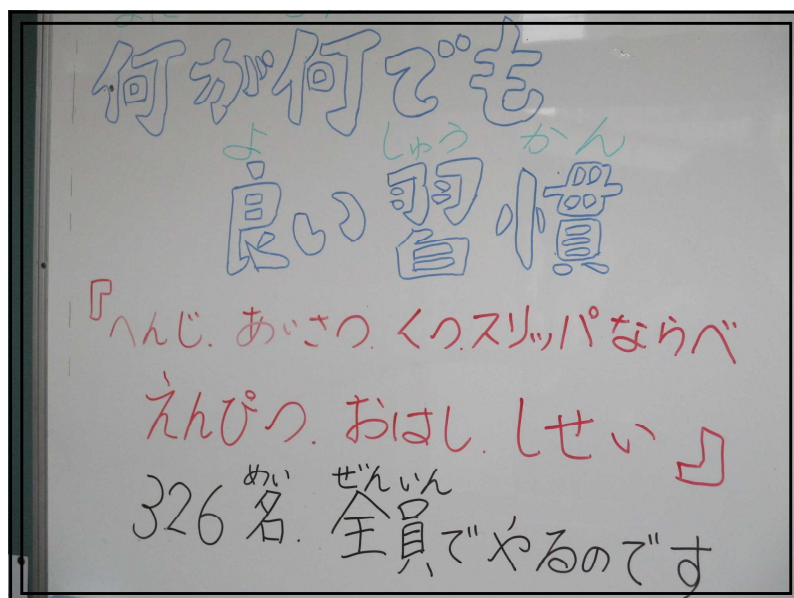 何が何でも
よ しゅう かん
良い習慣
『へんじ.あいさつ.くつ.スリッパならべ
えんぴつ.おはし.しせい』
めい ぜんいん
326名.全員でやるのです